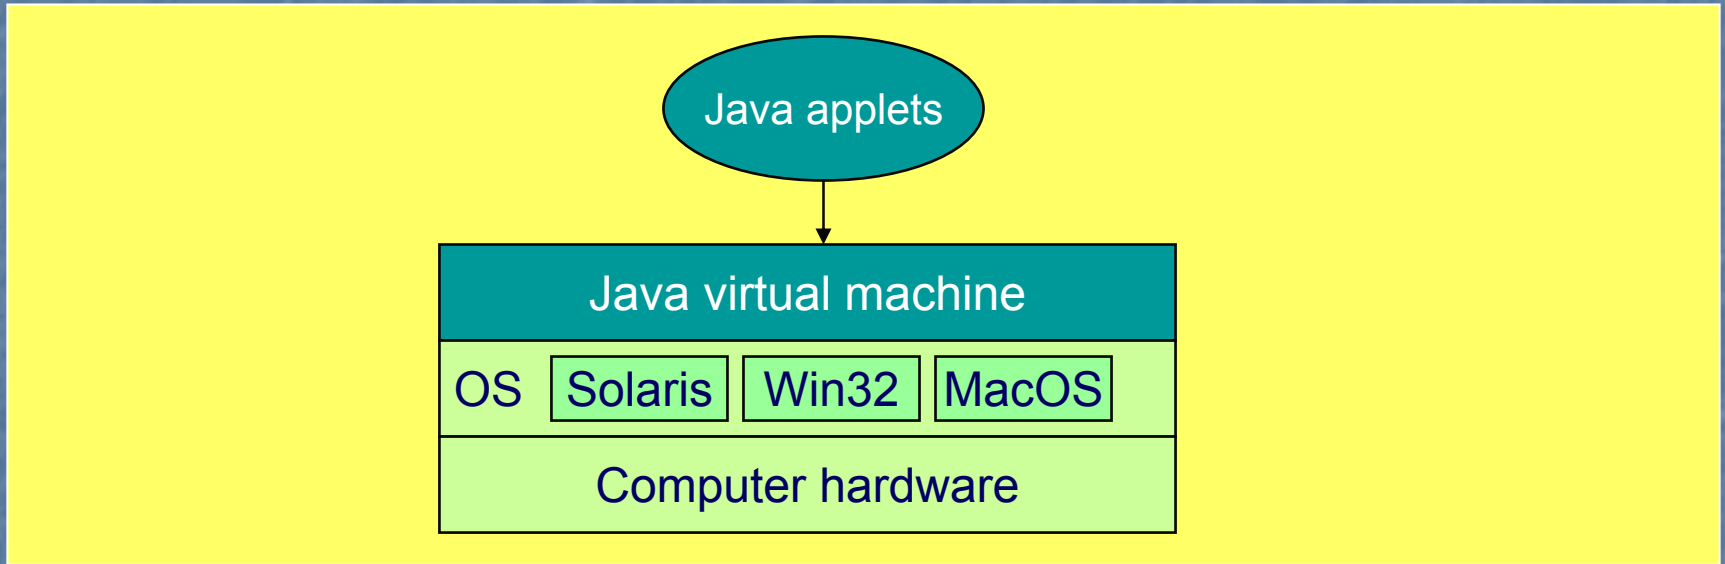 Java applets
Java virtual machine
OS Solaris Win32 MacOS
Computer hardware